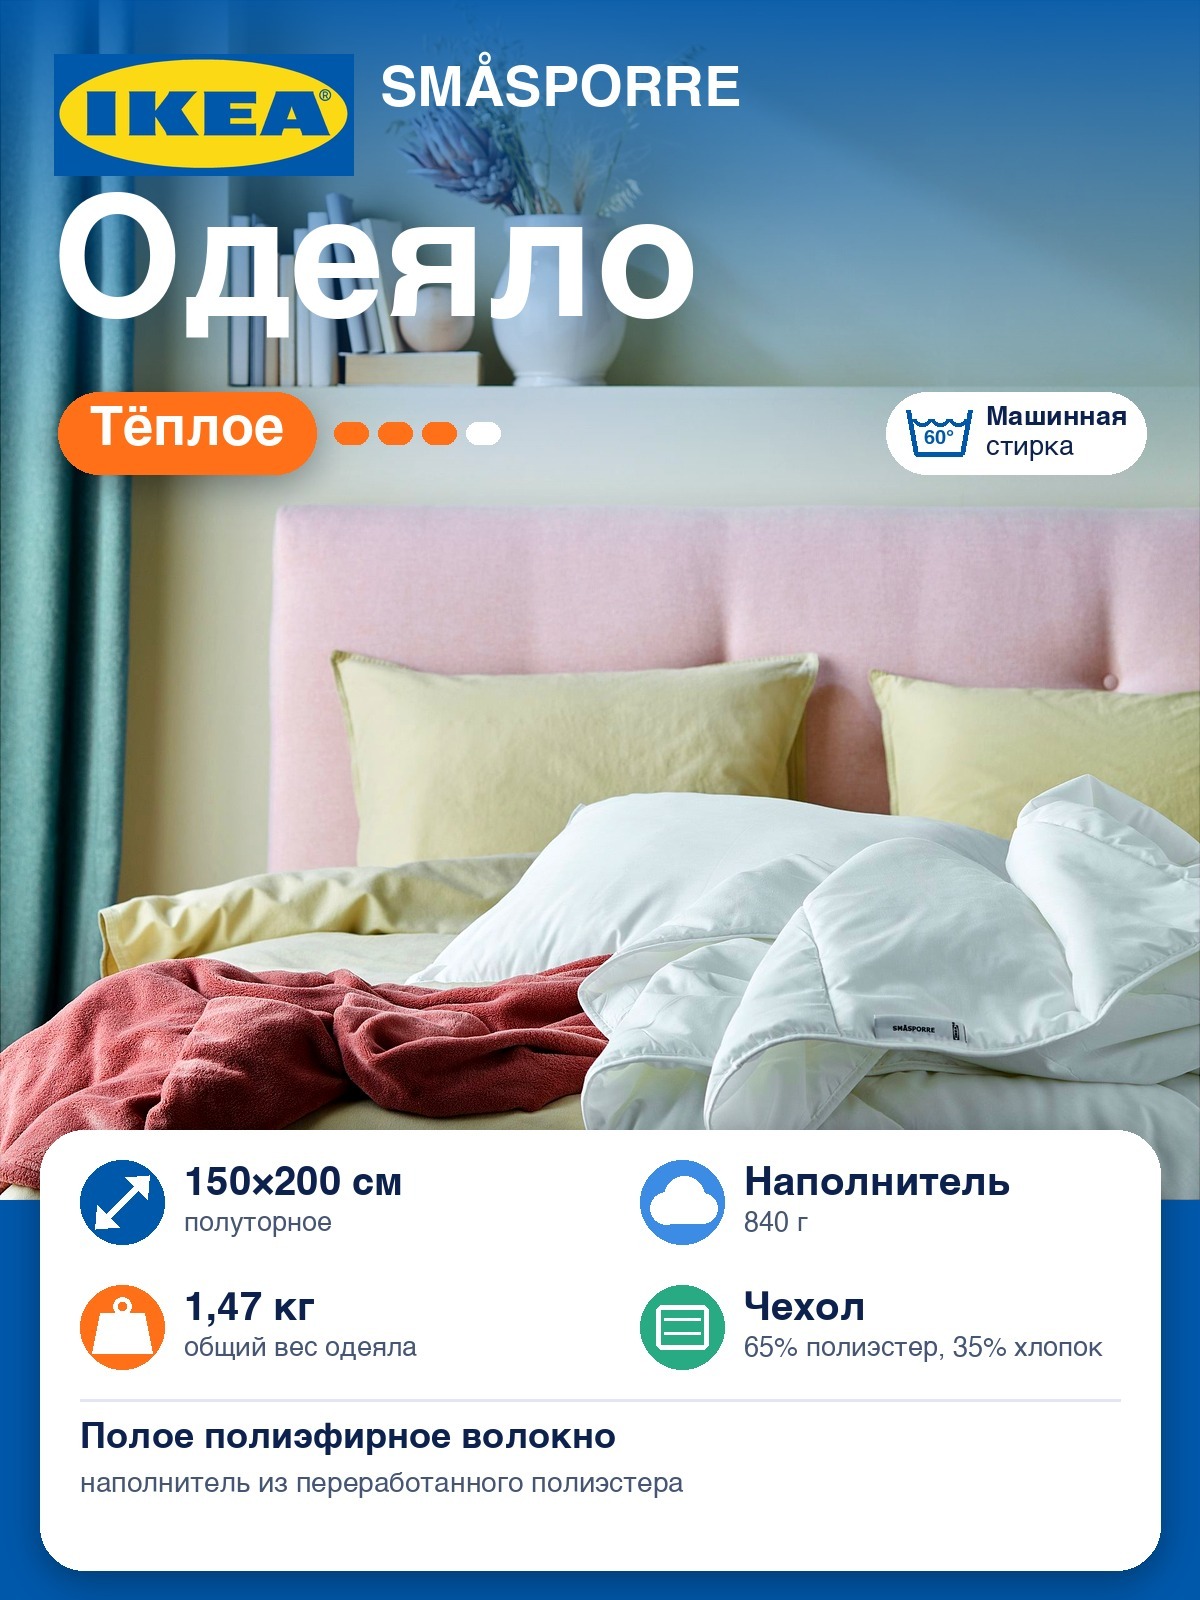 IKEA®
SMÅSPORRE
Одеяло
Тёплое
60°
Машинная
стирка
SMÅSPORRE
IKEA
150×200 см
полуторное
Наполнитель
840 г
1,47 кг
общий вес одеяла
Чехол
65% полиэстер, 35% хлопок
Полое полиэфирное волокно
наполнитель из переработанного полиэстера